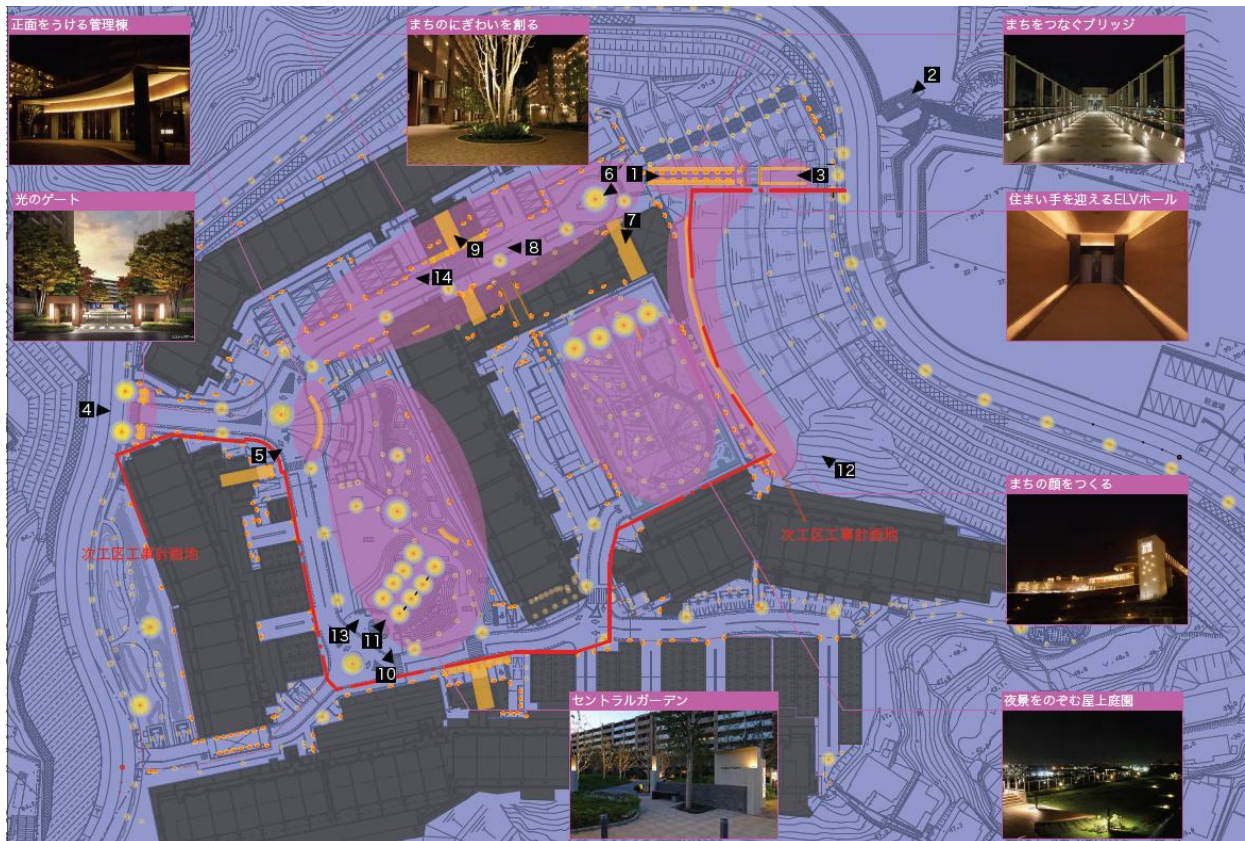 正面をうける管理棟
まちのにぎわいを創る
まちをつなぐブリッジ
2
光のゲート
6
1
3
住まい手を迎えるELVホール
7
9
8
14
4
5
12
まちの顔をつくる
次工区工事計画地
次工区工事計画地
13
11
10
セントラルガーデン
夜景をのぞむ屋上庭園